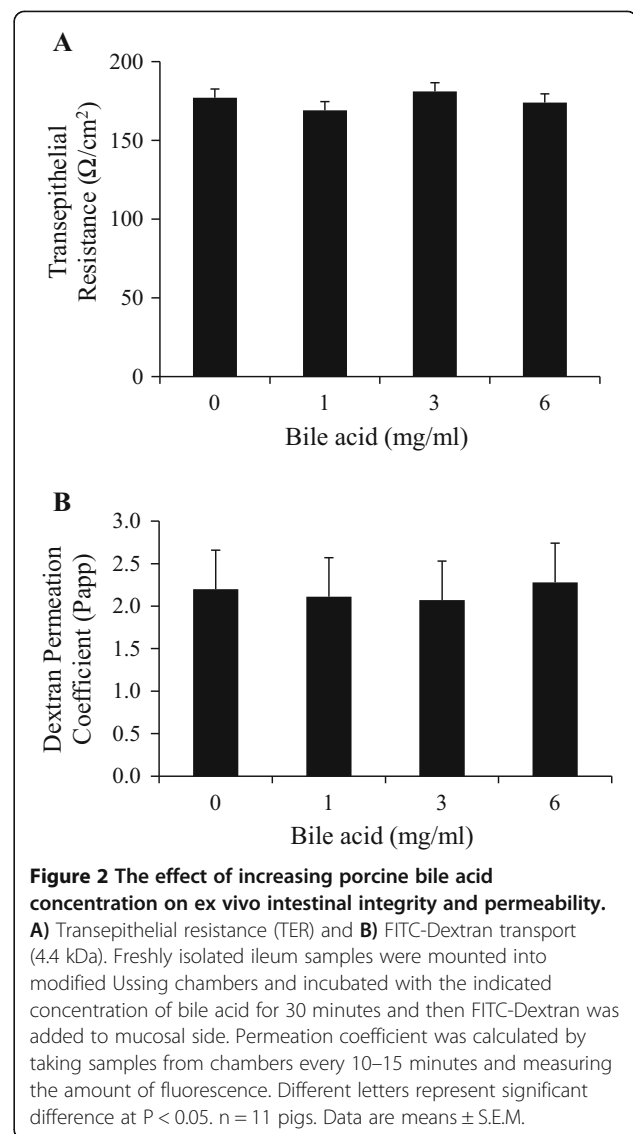 A
Transepithelial
Resistance (Ω/cm²)
200
150
100
50
0
0 1 3 6
Bile acid (mg/ml)
B
Dextran Permeation
Coefficient (Papp)
3.0
2.5
2.0
1.5
1.0
0.5
0.0
0 1 3 6
Bile acid (mg/ml)
Figure 2 The effect of increasing porcine bile acid
concentration on ex vivo intestinal integrity and permeability.
A) Transepithelial resistance (TER) and B) FITC-Dextran transport
(4.4 kDa). Freshly isolated ileum samples were mounted into
modified Ussing chambers and incubated with the indicated
concentration of bile acid for 30 minutes and then FITC-Dextran was
added to mucosal side. Permeation coefficient was calculated by
taking samples from chambers every 10–15 minutes and measuring
the amount of fluorescence. Different letters represent significant
difference at P < 0.05. n = 11 pigs. Data are means ± S.E.M.